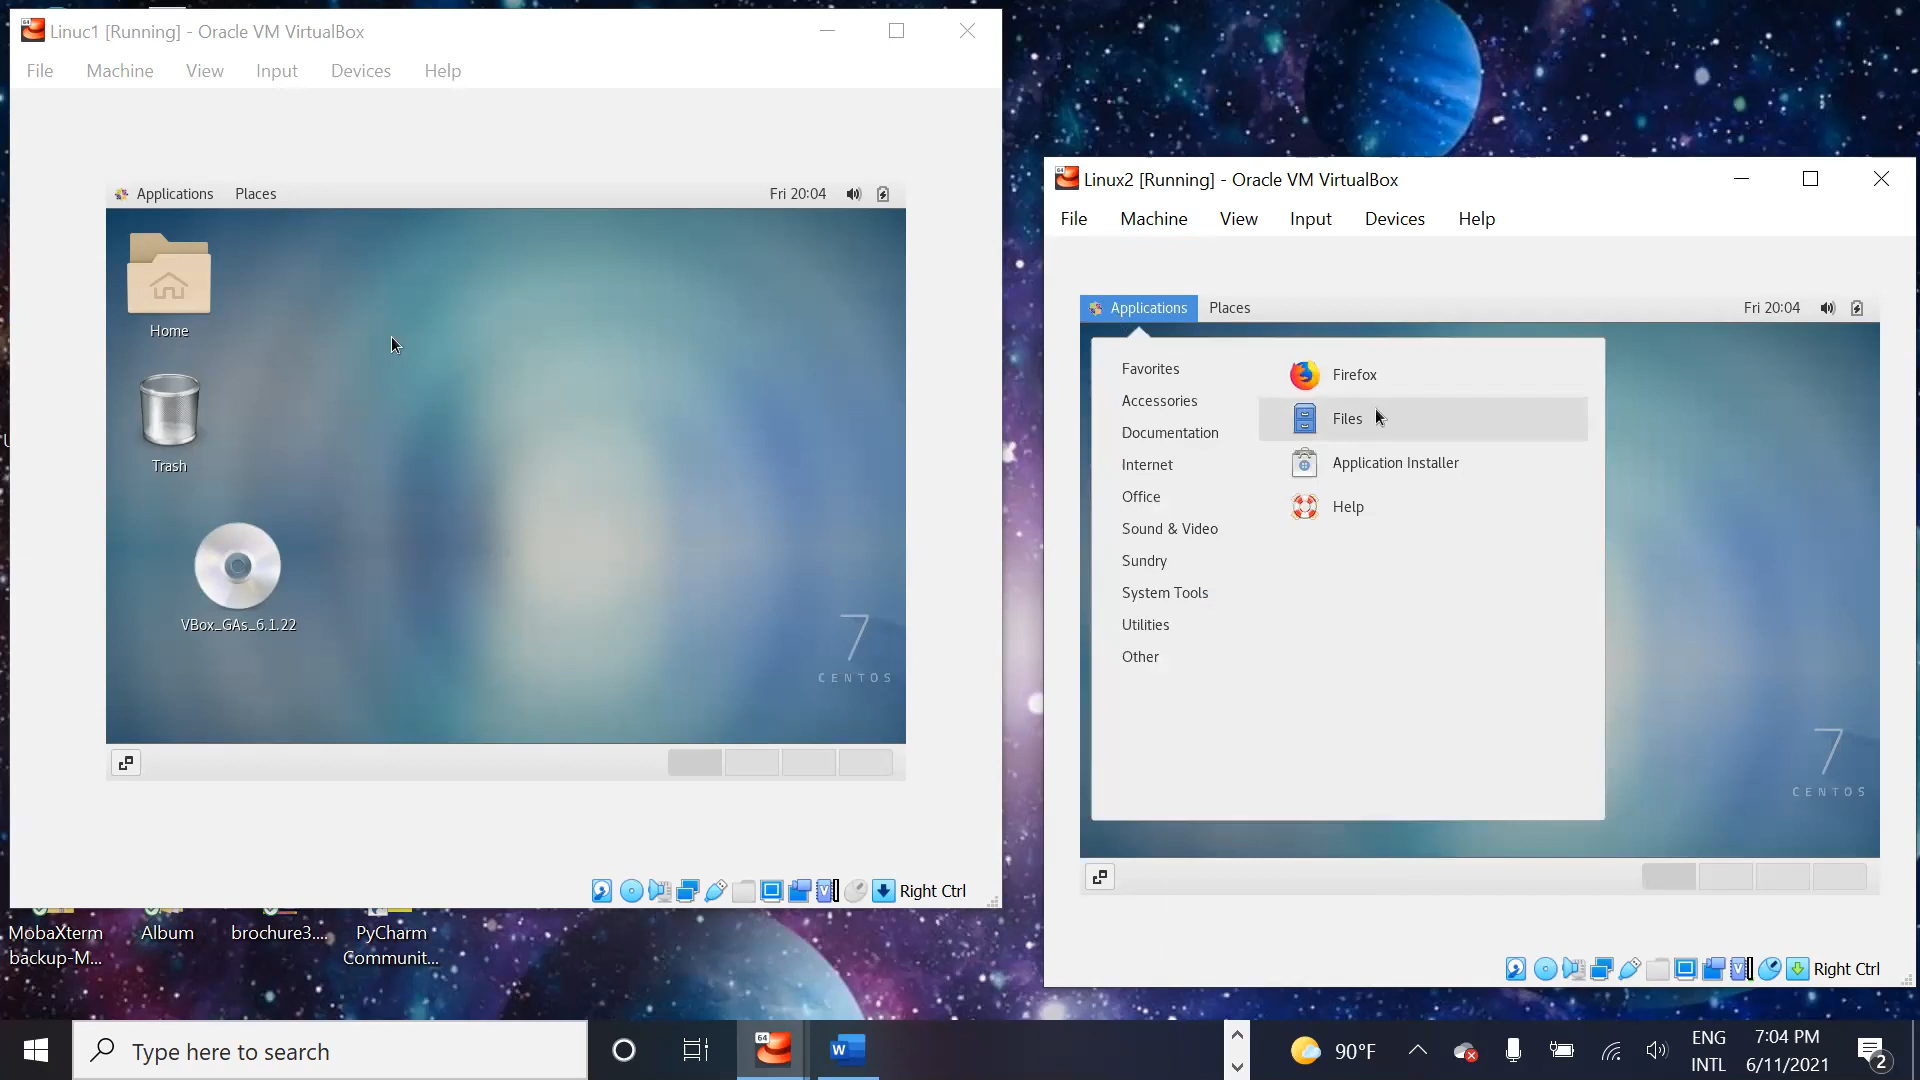 Linuc1 [Running] - Oracle VM VirtualBox
File Machine View Input Devices Help
Applications Places Fri 20:04
Home
Trash
VBox_GAs_6.1.22
7
CENTOS
Right Ctrl
Linux2 [Running] - Oracle VM VirtualBox
File Machine View Input Devices Help
Applications Places Fri 20:04
Favorites
Accessories
Documentation
Internet
Office
Sound & Video
Sundry
System Tools
Utilities
Other
Firefox
Files
Application Installer
Help
7
CENTOS
Right Ctrl
MobaXterm
backup-M...
Album
brochure3....
PyCharm
Communit...
Type here to search
64
W
90°F
ENG
INTL
7:04 PM
6/11/2021
2